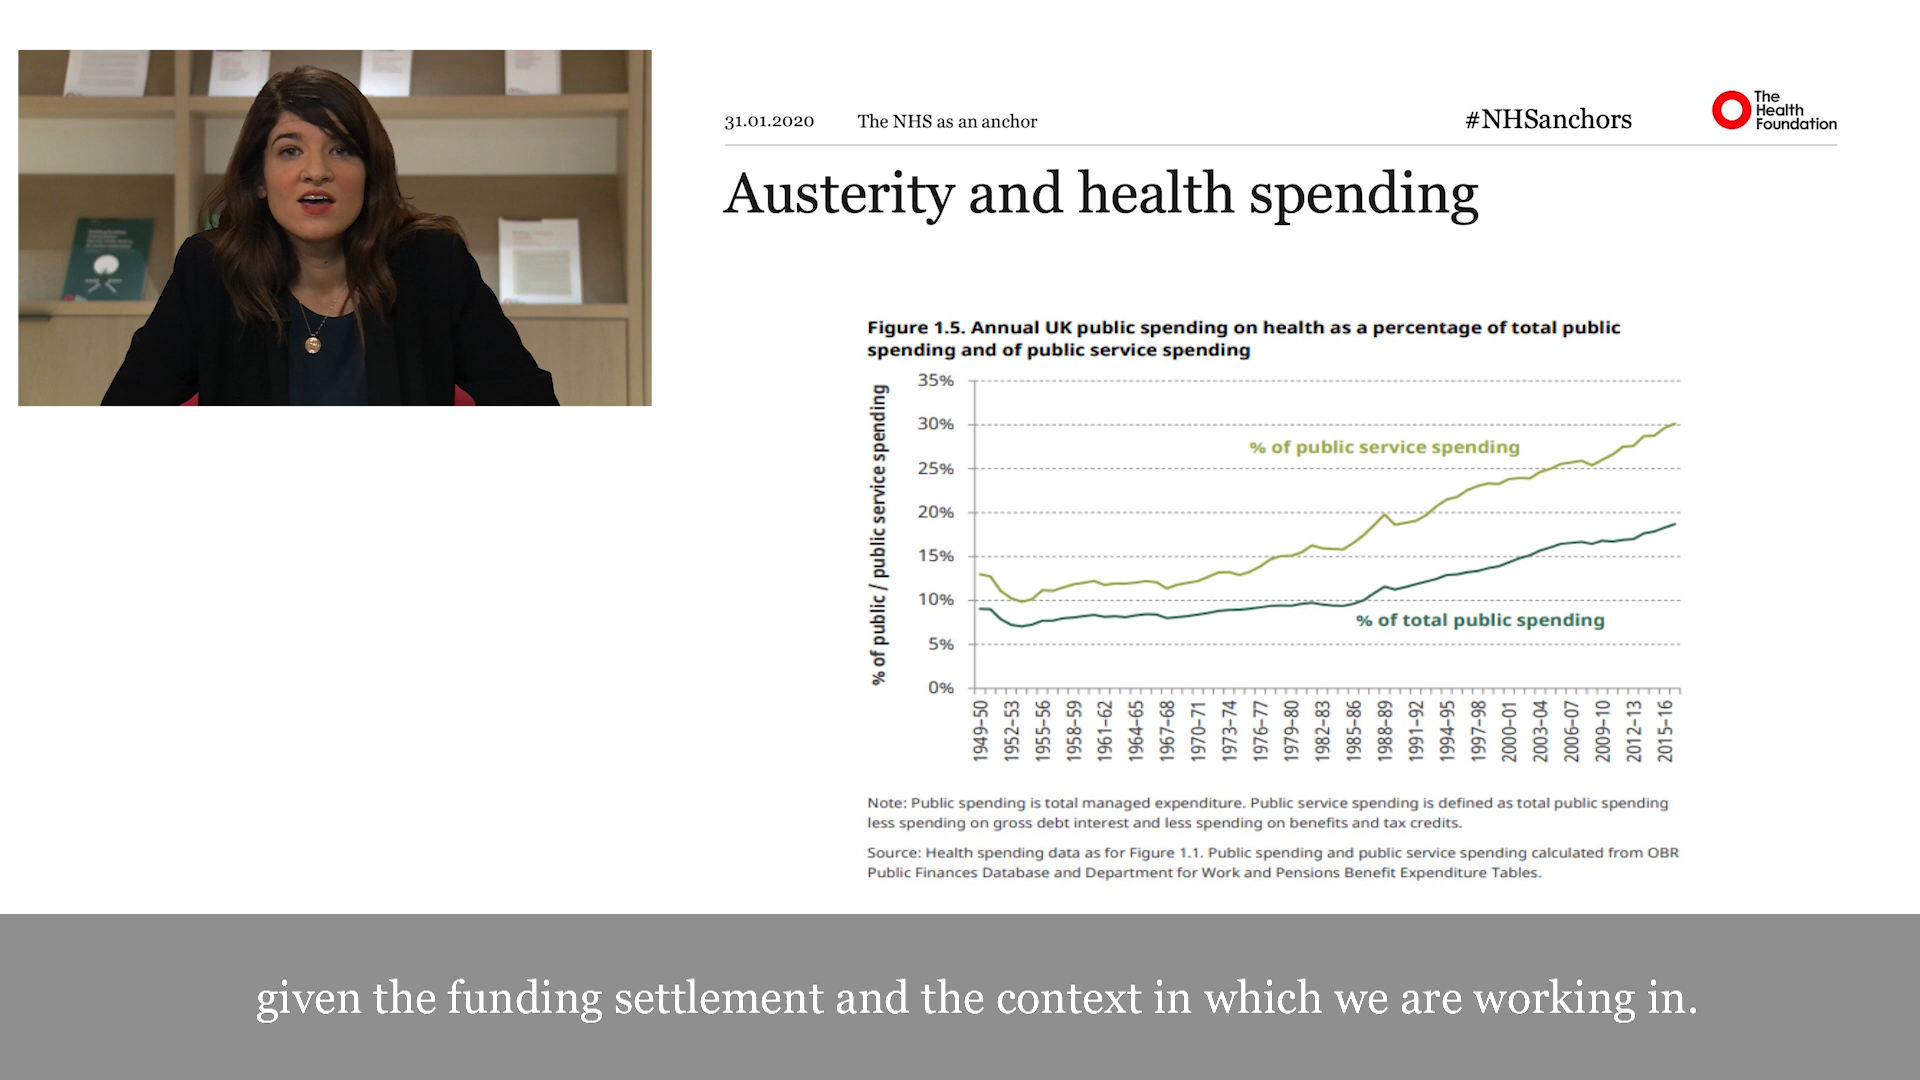 31.01.2020 The NHS as an anchor #NHSanchors
The
Health
Foundation
Austerity and health spending
Figure 1.5. Annual UK public spending on health as a percentage of total public
spending and of public service spending
% of public / public service spending
35%
30%
25%
20%
15%
10%
5%
0%
% of public service spending
% of total public spending
1949–50 1952–53 1955–56 1958–59 1961–62 1964–65 1967–68 1970–71 1973–74 1976–77 1979–80 1982–83 1985–86 1988–89 1991–92 1994–95 1997–98 2000–01 2003–04 2006–07 2009–10 2012–13 2015–16
Note: Public spending is total managed expenditure. Public service spending is defined as total public spending
less spending on gross debt interest and less spending on benefits and tax credits.
Source: Health spending data as for Figure 1.1. Public spending and public service spending calculated from OBR
Public Finances Database and Department for Work and Pensions Benefit Expenditure Tables.
given the funding settlement and the context in which we are working in.